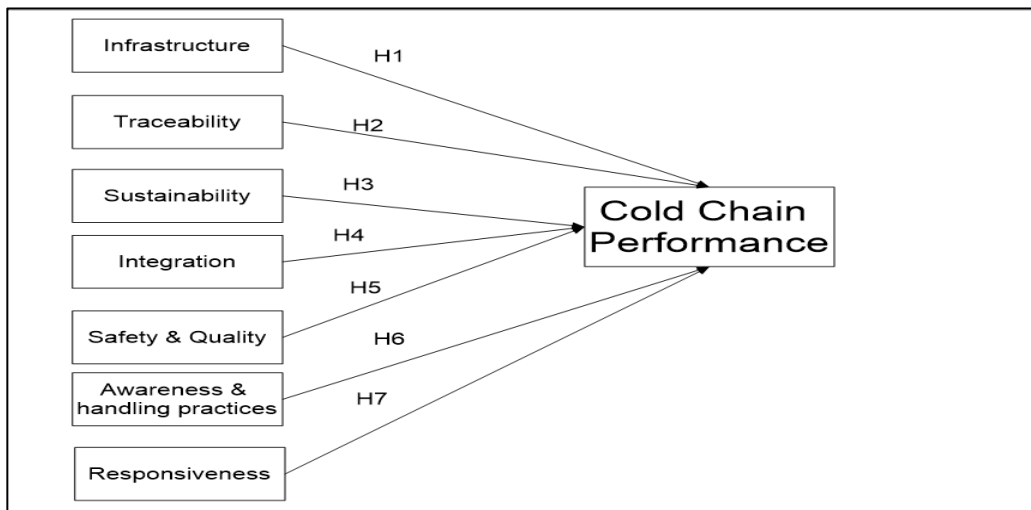 Infrastructure
H1
Traceability
H2
Sustainability
H3
Integration
H4
Safety & Quality
H5
Awareness &
handling practices
H6
Responsiveness
H7
Cold Chain
Performance